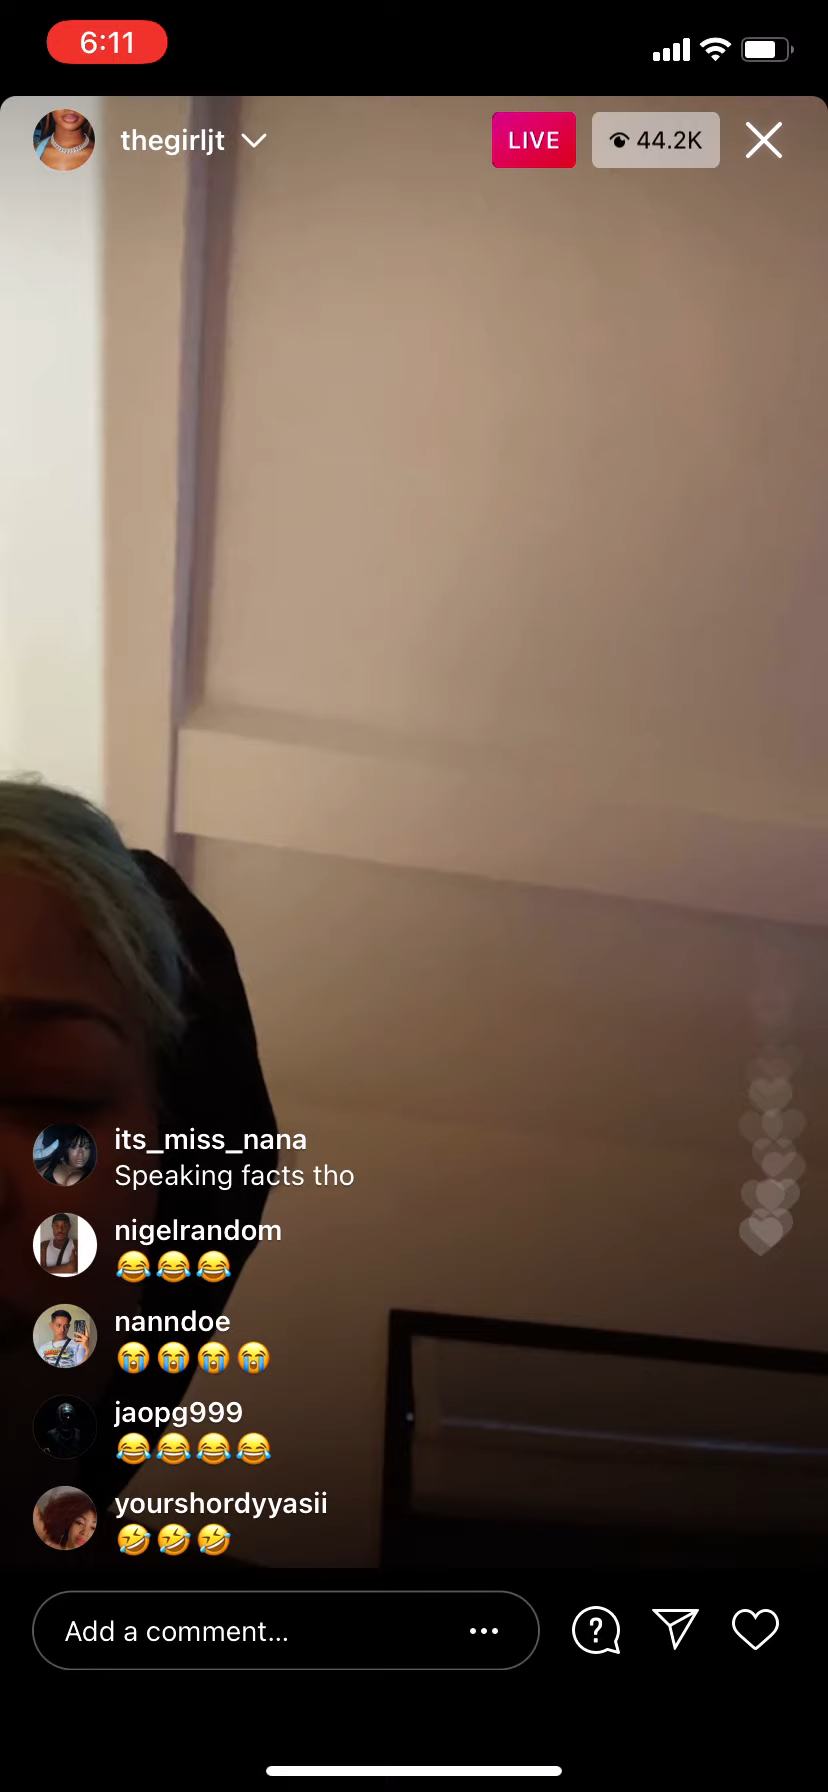 6:11
thegirljt
LIVE
44.2K
its_miss_nana
Speaking facts tho
nigelrandom
😂😂😂
nanndoe
😭😭😭😭
jaopg999
😂😂😂😂
yourshordyyasii
🤣🤣🤣
Add a comment...